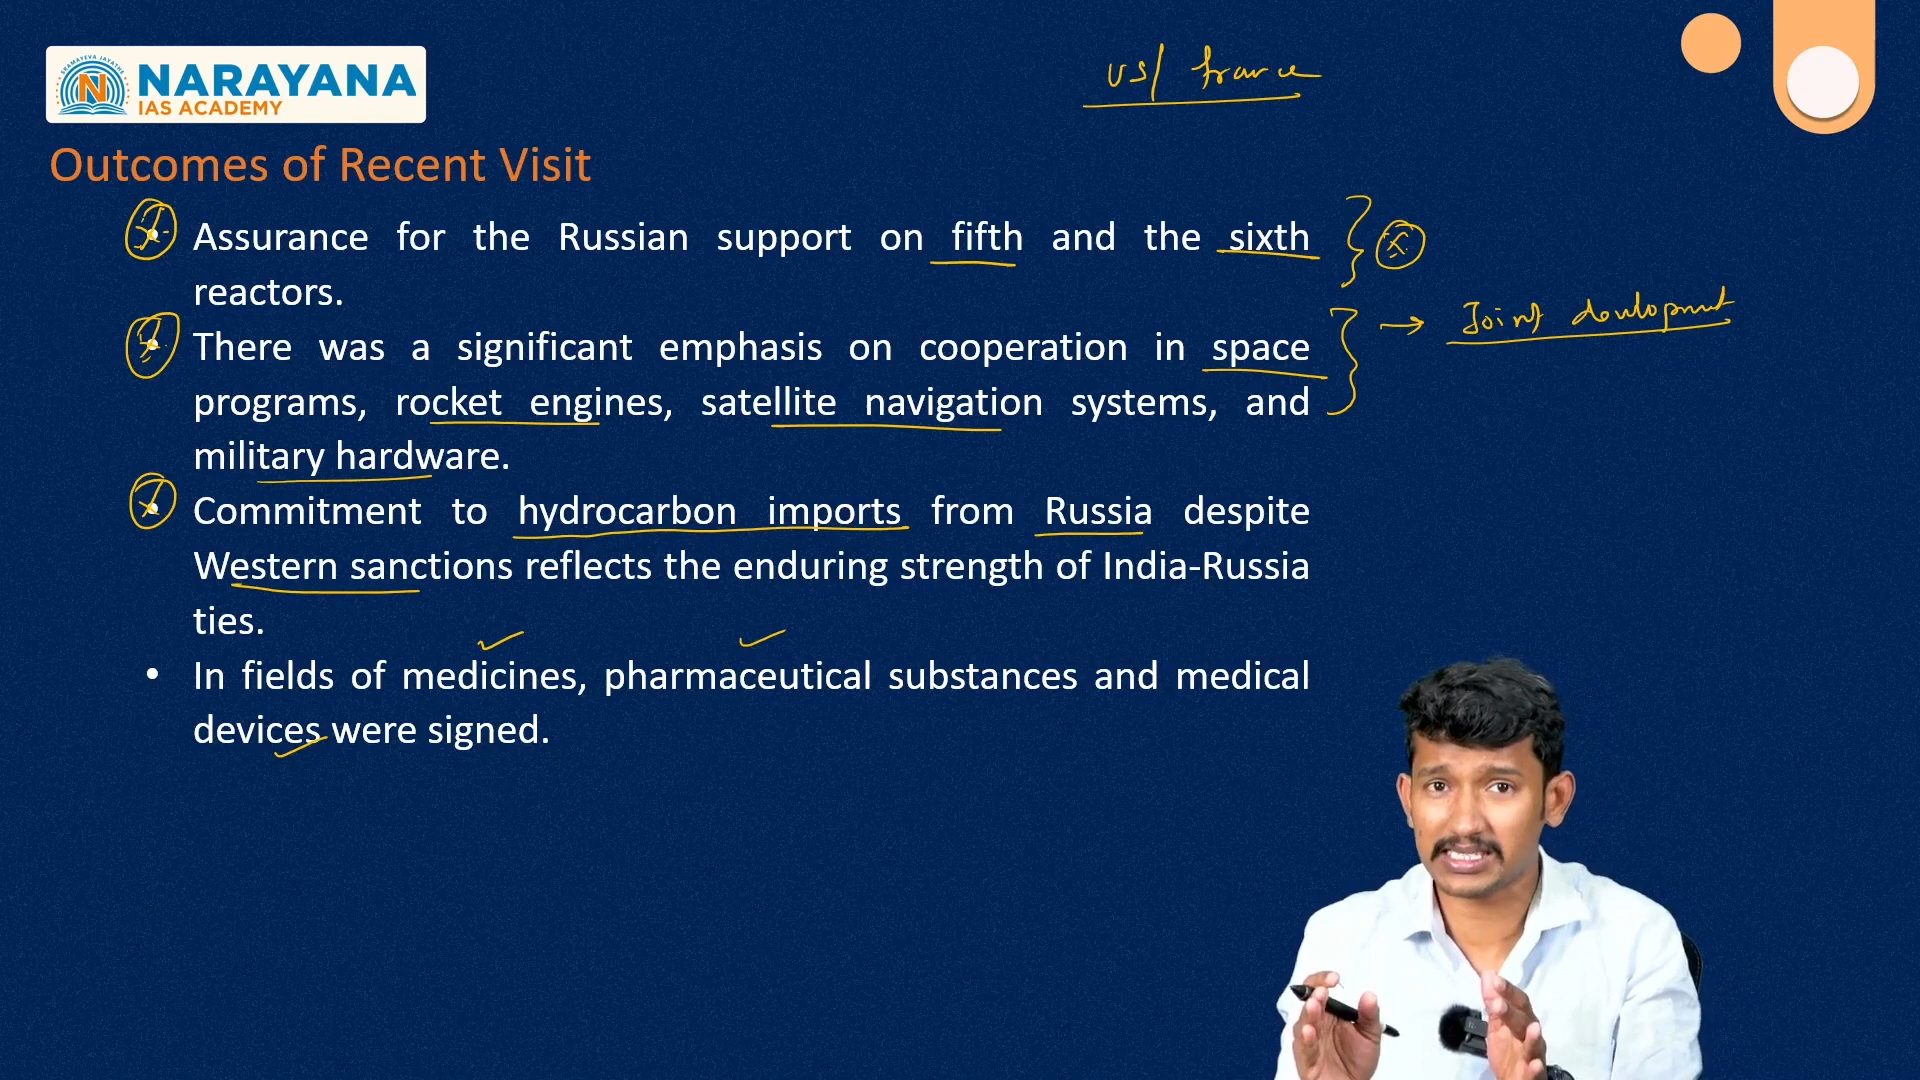 SRAMAYEVA JAYATHE
N
NARAYANA
IAS ACADEMY
US/ france
Outcomes of Recent Visit
Assurance for the Russian support on fifth and the sixth
reactors.
Joint
There was a significant emphasis on cooperation in space
programs, rocket engines, satellite navigation systems, and
military hardware.
Commitment to hydrocarbon imports from Russia despite
Western sanctions reflects the enduring strength of India-Russia
ties.
• In fields of medicines, pharmaceutical substances and medical
devices were signed.